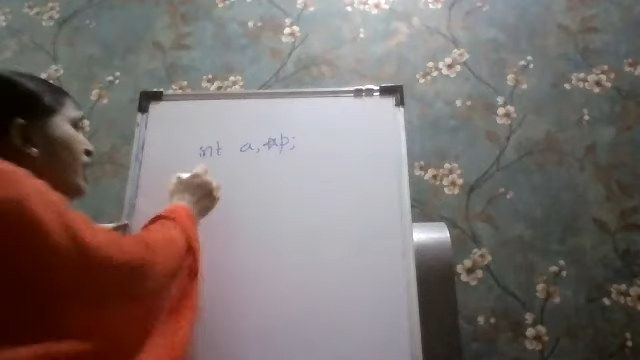 int a, *p;